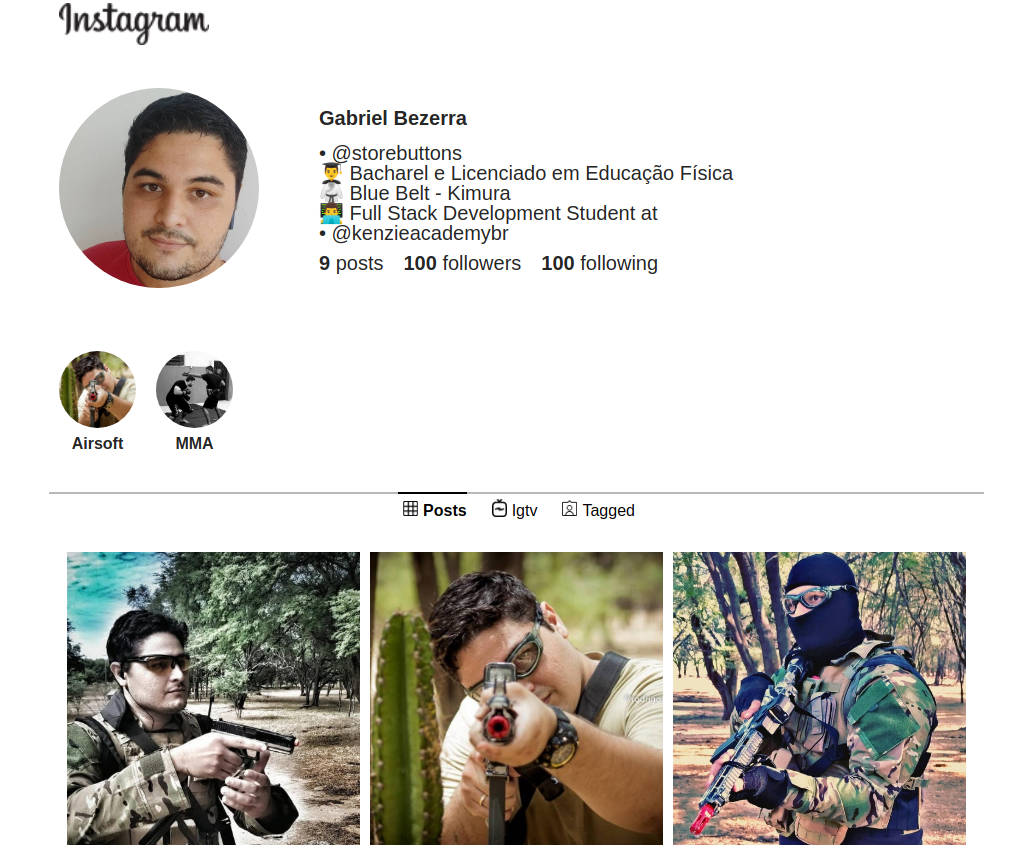 Instagram
Gabriel Bezerra
• @storebuttons
👨‍🎓 Bacharel e Licenciado em Educação Física
🥋 Blue Belt - Kimura
👨‍💻 Full Stack Development Student at
• @kenzieacademybr
9 posts 100 followers 100 following
Airsoft MMA
Posts Igtv Tagged